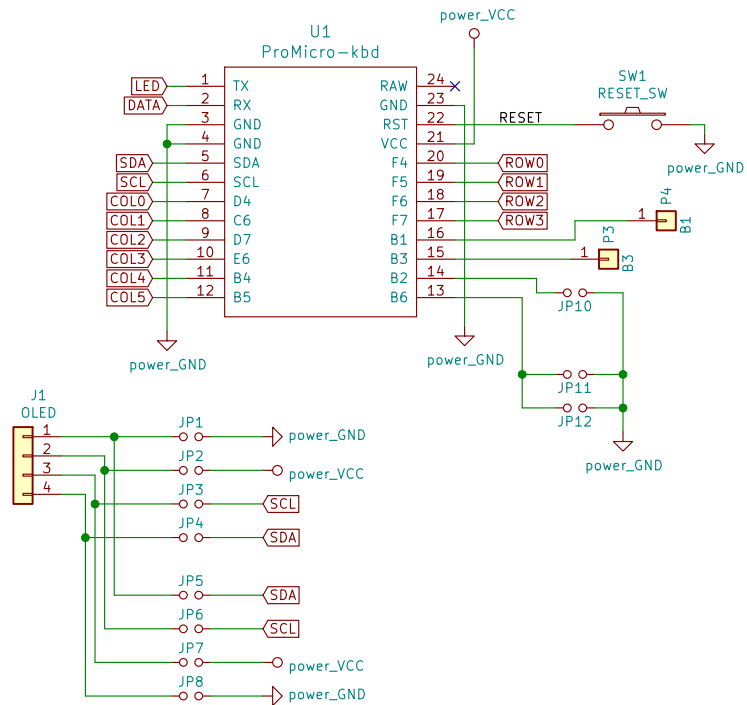 power_VCC
U1
ProMicro-kbd
SW1
RESET_SW
LED 1 TX RAW 24
DATA 2 RX GND 23
3 GND RST 22 RESET
4 GND VCC 21
power_GND
SDA 5 SDA F4 20 ROW0
SCL 6 SCL F5 19 ROW1
COL0 7 D4 F6 18 ROW2
COL1 8 C6 F7 17 ROW3
1 P4 B1
COL2 9 D7 B1 16
COL3 10 E6 B3 15
1 P3 B3
COL4 11 B4 B2 14
COL5 12 B5 B6 13
JP10
power_GND
power_GND
JP11
JP12
power_GND
J1
OLED
1 JP1 power_GND
2 JP2 power_VCC
3 JP3 SCL
4 JP4 SDA
JP5 SDA
JP6 SCL
JP7 power_VCC
JP8 power_GND